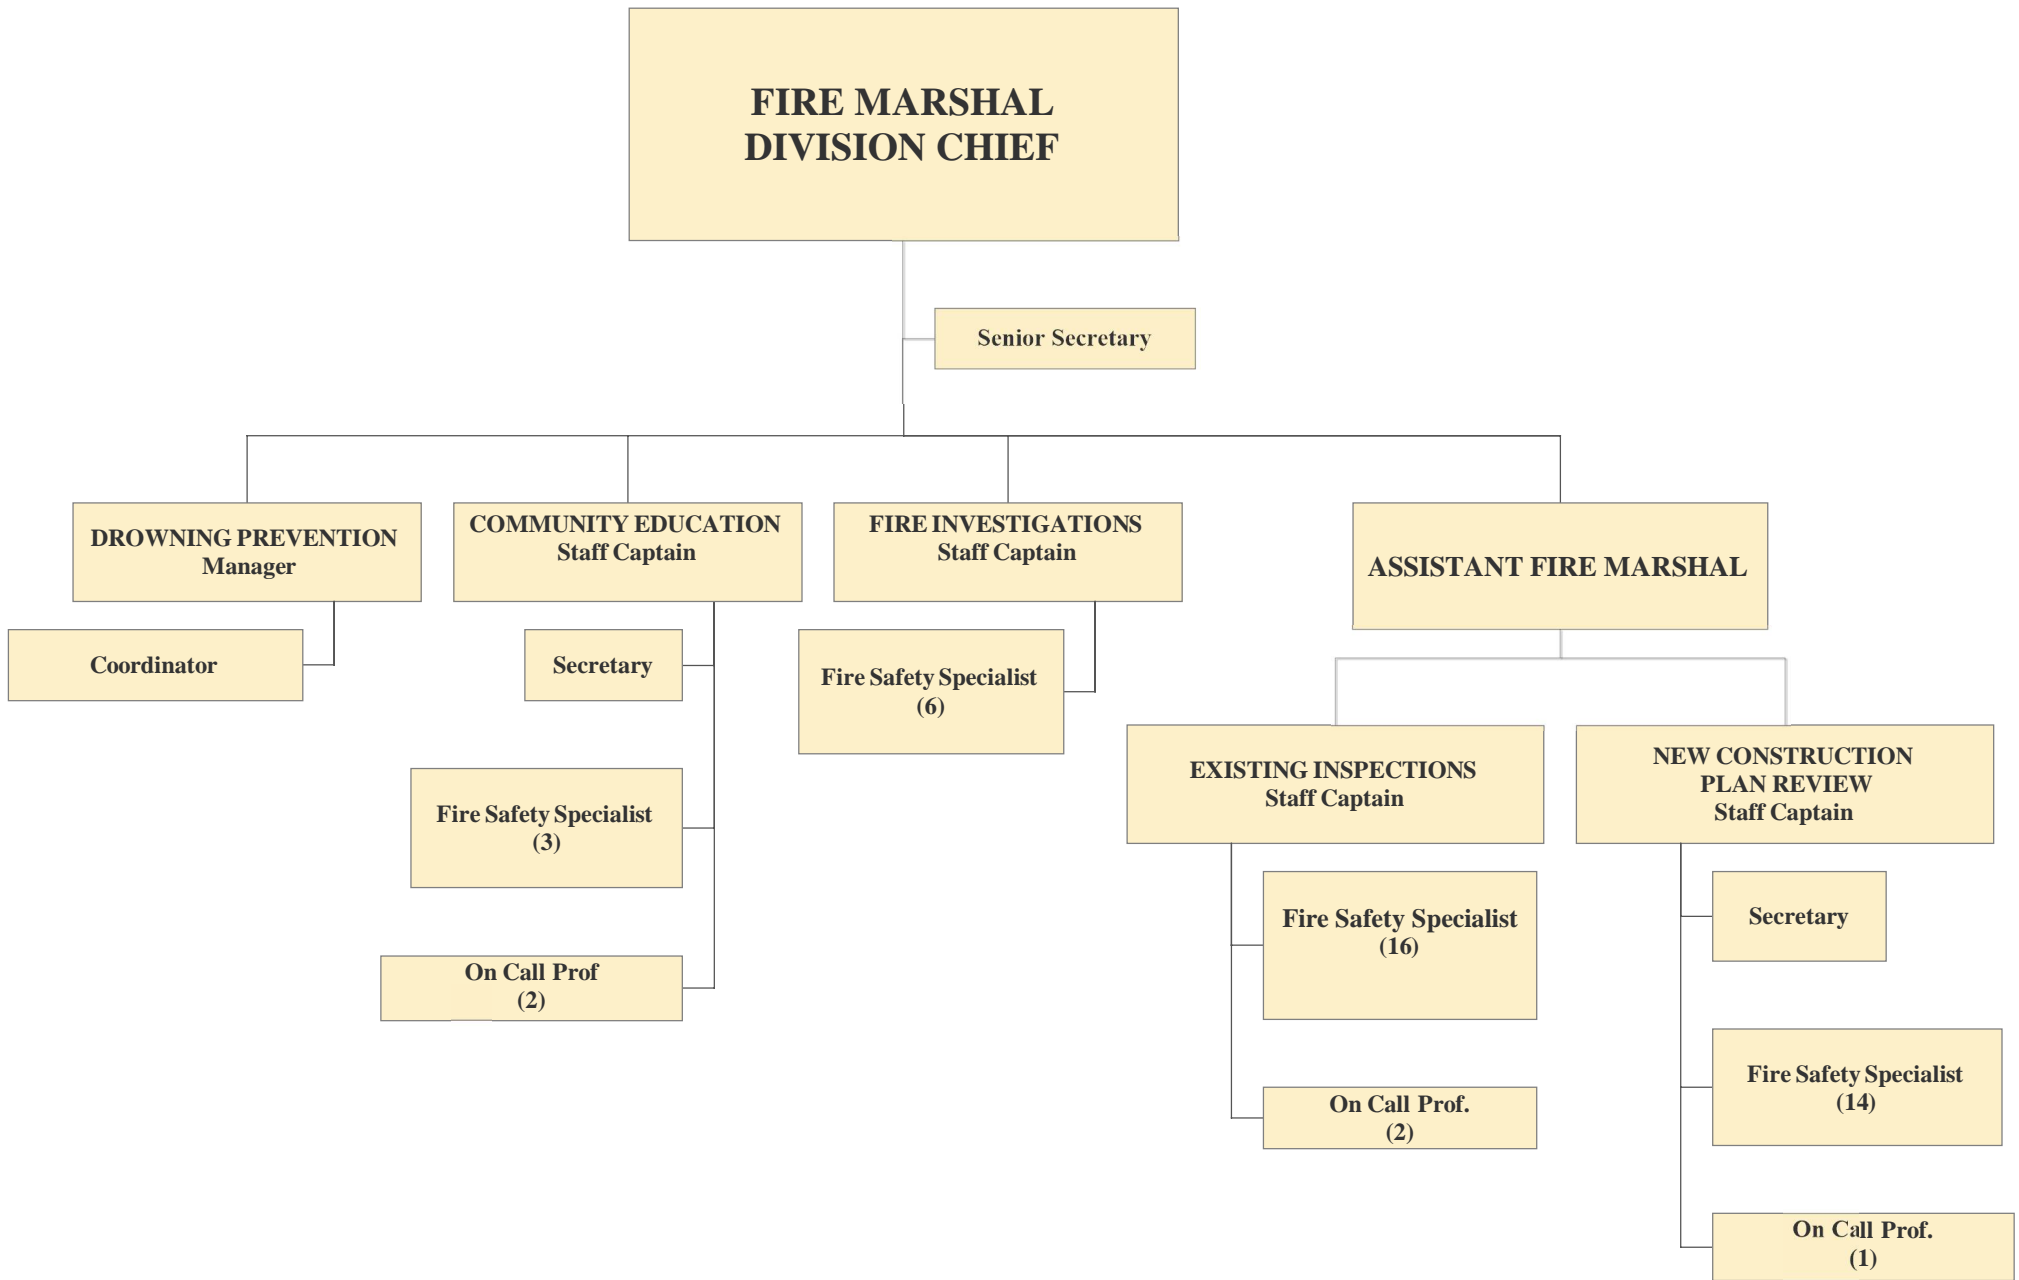 FIRE MARSHAL
DIVISION CHIEF
Senior Secretary
DROWNING PREVENTION
Manager
COMMUNITY EDUCATION
Staff Captain
FIRE INVESTIGATIONS
Staff Captain
ASSISTANT FIRE MARSHAL
Coordinator
Secretary
Fire Safety Specialist
(6)
Fire Safety Specialist
(3)
On Call Prof
(2)
EXISTING INSPECTIONS
Staff Captain
NEW CONSTRUCTION
PLAN REVIEW
Staff Captain
Fire Safety Specialist
(16)
On Call Prof.
(2)
Secretary
Fire Safety Specialist
(14)
On Call Prof.
(1)